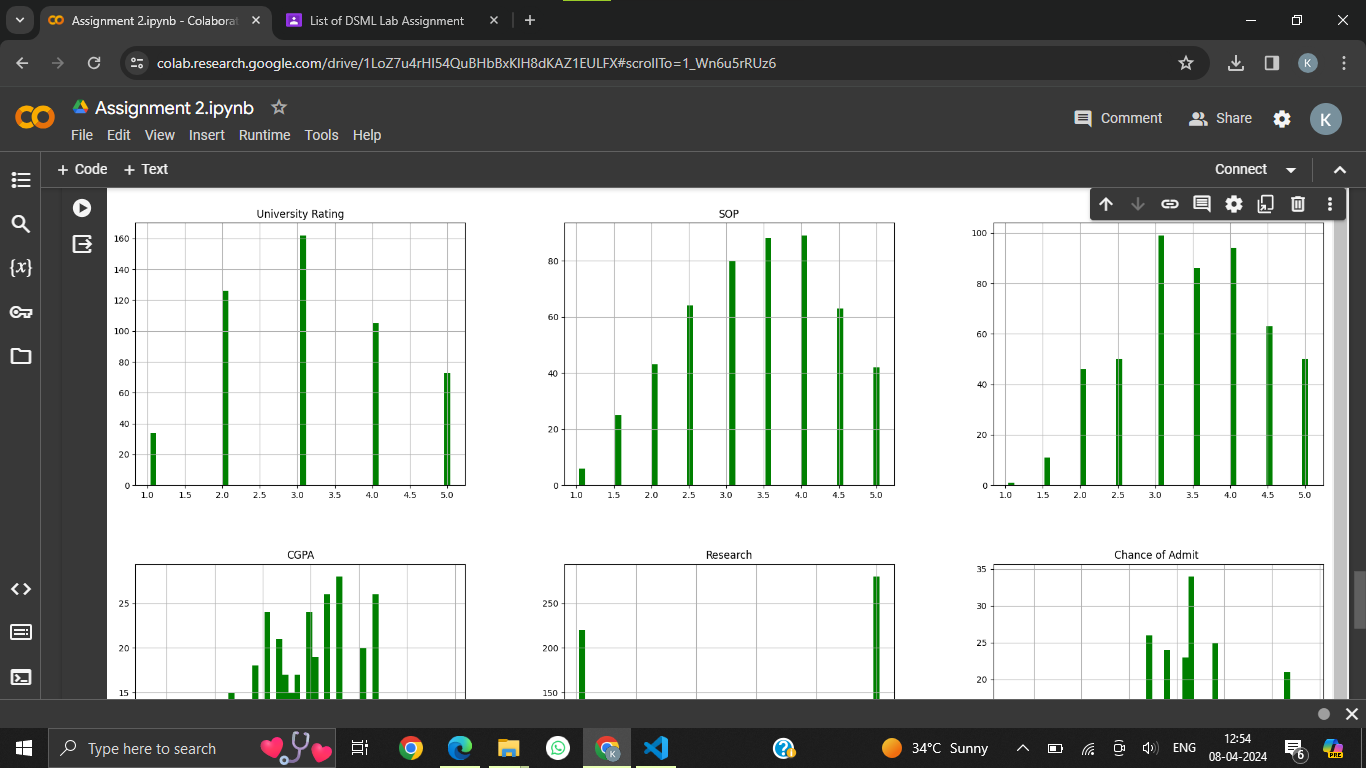 Assignment 2.ipynb - Colaborat
List of DSML Lab Assignment
colab.research.google.com/drive/1LoZ7u4rHI54QuBHbBxKlH8dKAZ1EULFX#scrollTo=1_Wn6u5rRUz6
K
Assignment 2.ipynb
File Edit View Insert Runtime Tools Help
Comment
Share
K
+ Code + Text
Connect
{x}
University Rating
160
140
120
100
80
60
40
20
0
1.0 1.5 2.0 2.5 3.0 3.5 4.0 4.5 5.0
SOP
80
60
40
20
0
1.0 1.5 2.0 2.5 3.0 3.5 4.0 4.5 5.0
100
80
60
40
20
0
1.0 1.5 2.0 2.5 3.0 3.5 4.0 4.5 5.0
CGPA
25
20
15
Research
250
200
150
Chance of Admit
35
30
25
20
Type here to search
K
34°C Sunny
ENG
12:54
08-04-2024
6
PRE